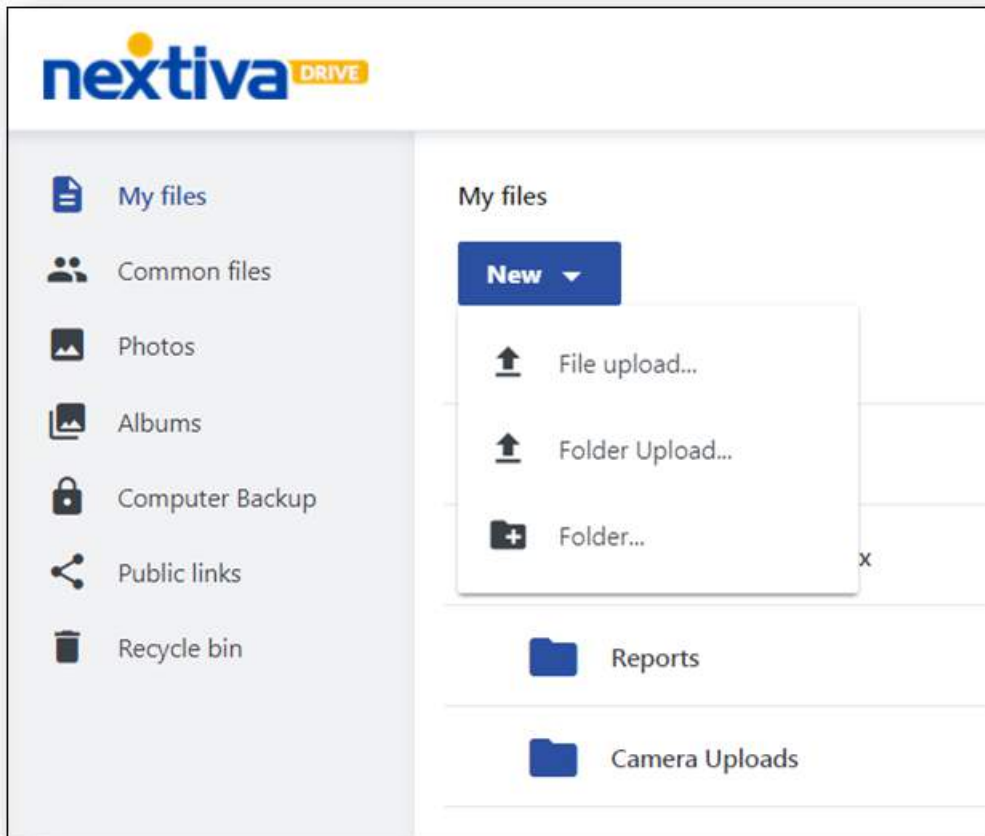 nextiva DRIVE
My files
Common files
Photos
Albums
Computer Backup
Public links
Recycle bin
My files
New
File upload...
Folder Upload...
Folder...
x
Reports
Camera Uploads